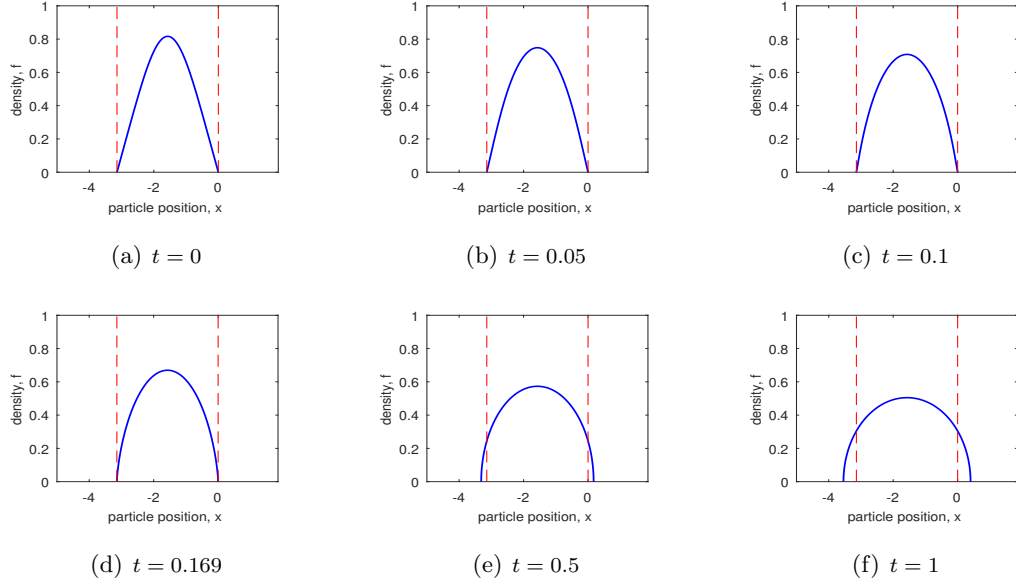 1
0.8
0.6
0.4
0.2
0
density, f
-4 -2 0
particle position, x
(a) t = 0
1
0.8
0.6
0.4
0.2
0
density, f
-4 -2 0
particle position, x
(b) t = 0.05
1
0.8
0.6
0.4
0.2
0
density, f
-4 -2 0
particle position, x
(c) t = 0.1
1
0.8
0.6
0.4
0.2
0
density, f
-4 -2 0
particle position, x
(d) t = 0.169
1
0.8
0.6
0.4
0.2
0
density, f
-4 -2 0
particle position, x
(e) t = 0.5
1
0.8
0.6
0.4
0.2
0
density, f
-4 -2 0
particle position, x
(f) t = 1